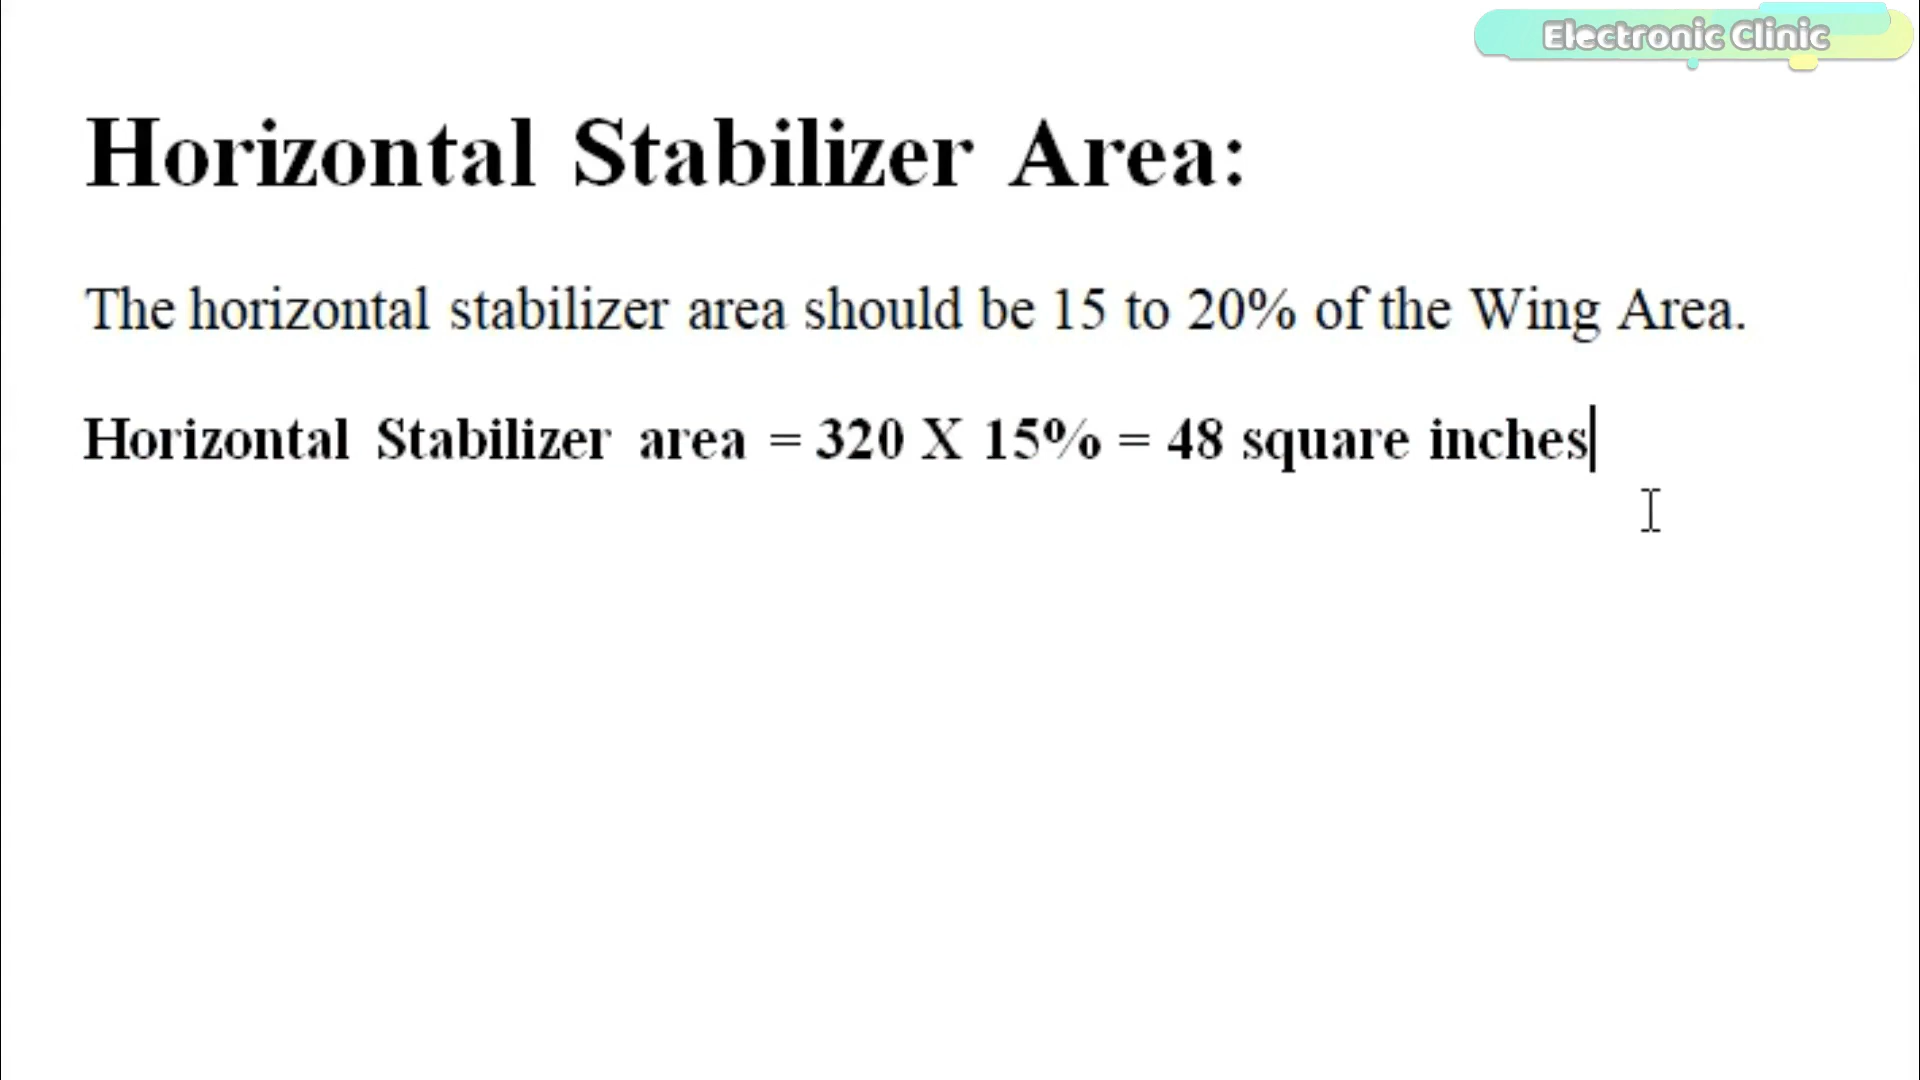 Electronic Clinic
Horizontal Stabilizer Area:
The horizontal stabilizer area should be 15 to 20% of the Wing Area.
Horizontal Stabilizer area = 320 X 15% = 48 square inches